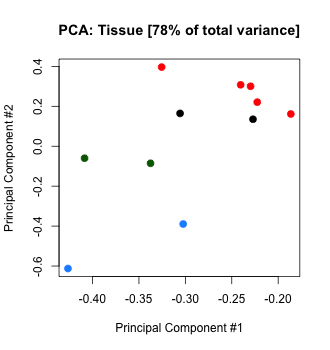 PCA: Tissue [78% of total variance]
Principal Component #2
0.4
0.2
0.0
-0.2
-0.4
-0.6
-0.40 -0.35 -0.30 -0.25 -0.20
Principal Component #1